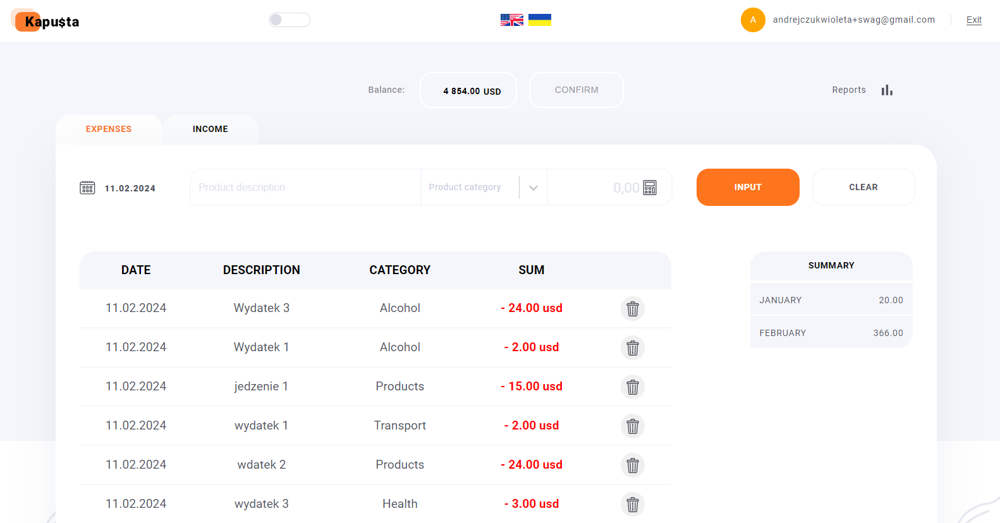 Kapu$ta
A andrejczukwioleta+swag@gmail.com Exit
Balance: 4 854.00 USD CONFIRM Reports
EXPENSES INCOME
11.02.2024 Product description Product category 0,00 INPUT CLEAR
DATE DESCRIPTION CATEGORY SUM
11.02.2024 Wydatek 3 Alcohol - 24.00 usd
11.02.2024 Wydatek 1 Alcohol - 2.00 usd
11.02.2024 jedzenie 1 Products - 15.00 usd
11.02.2024 wydatek 1 Transport - 2.00 usd
11.02.2024 wdatek 2 Products - 24.00 usd
11.02.2024 wydatek 3 Health - 3.00 usd
SUMMARY
JANUARY 20.00
FEBRUARY 366.00